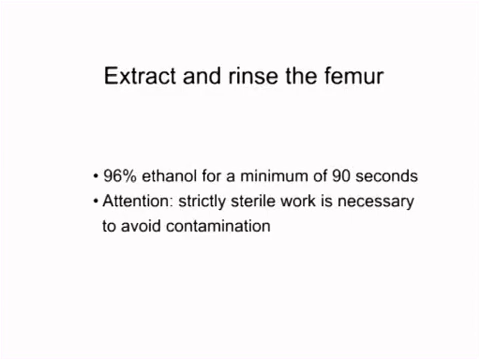 Extract and rinse the femur
• 96% ethanol for a minimum of 90 seconds
• Attention: strictly sterile work is necessary
to avoid contamination